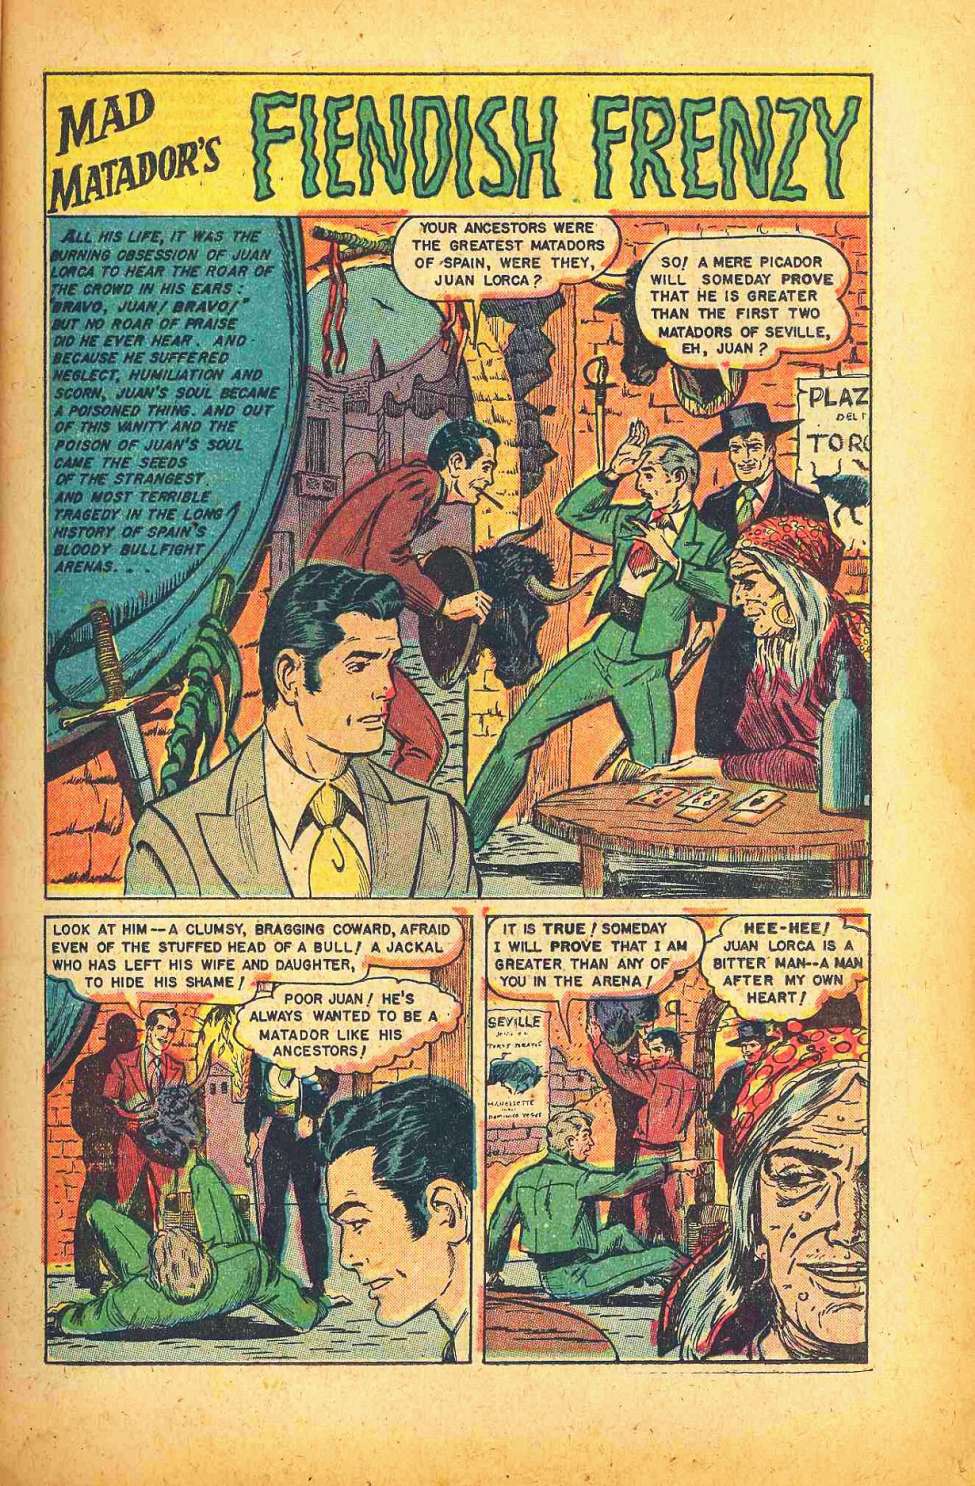 MAD
MATADOR'S
FIENDISH FRENZY
ALL HIS LIFE, IT WAS THE
BURNING OBSESSION OF JUAN
LORCA TO HEAR THE ROAR OF
THE CROWD IN HIS EARS:
"BRAVO, JUAN! BRAVO!"
BUT NO ROAR OF PRAISE
DID HE EVER HEAR. AND
BECAUSE HE SUFFERED
NEGLECT, HUMILIATION AND
SCORN, JUAN'S SOUL BECAME
A POISONED THING. AND OUT
OF THIS VANITY AND THE
POISON OF JUAN'S SOUL
CAME THE SEEDS
OF THE STRANGEST
AND MOST TERRIBLE
TRAGEDY IN THE LONG
HISTORY OF SPAIN'S
BLOODY BULLFIGHT
ARENAS...
YOUR ANCESTORS WERE
THE GREATEST MATADORS
OF SPAIN, WERE THEY,
JUAN LORCA?
SO! A MERE PICADOR
WILL SOMEDAY PROVE
THAT HE IS GREATER
THAN THE FIRST TWO
MATADORS OF SEVILLE,
EH, JUAN?
PLAZ
DEL T
TORO
LOOK AT HIM--A CLUMSY, BRAGGING COWARD, AFRAID
EVEN OF THE STUFFED HEAD OF A BULL! A JACKAL
WHO HAS LEFT HIS WIFE AND DAUGHTER,
TO HIDE HIS SHAME!
POOR JUAN! HE'S
ALWAYS WANTED TO BE A
MATADOR LIKE HIS
ANCESTORS!
IT IS TRUE! SOMEDAY
I WILL PROVE THAT I AM
GREATER THAN ANY OF
YOU IN THE ARENA!
HEE-HEE!
JUAN LORCA IS A
BITTER MAN--A MAN
AFTER MY OWN
HEART!
SEVILLE